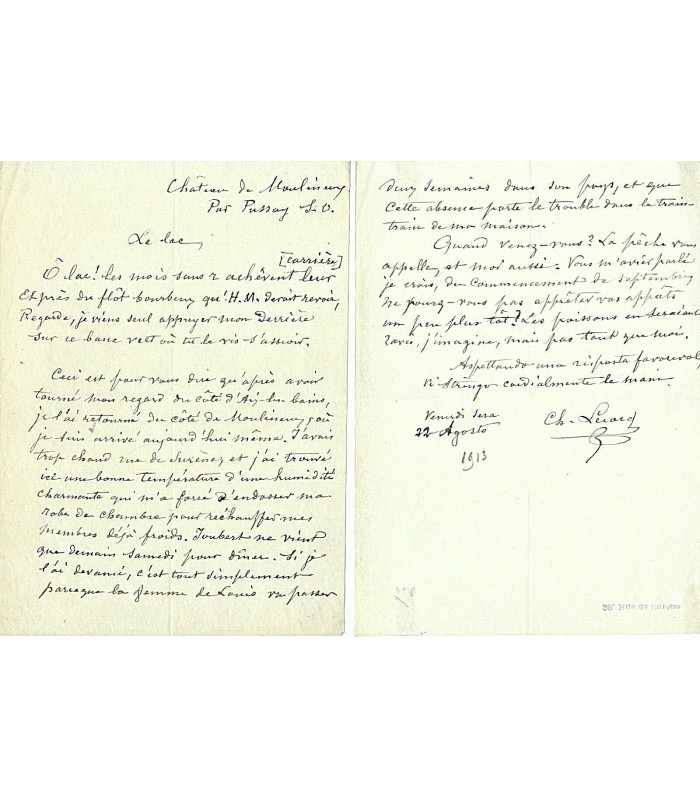 Château de Moulineux
Par Pussay S. O.
Le lac
[carrière]
Ô lac! les mois sans r achèvent leur
Et près du flôt bourbeux qu'H. M. devait revoir,
Regarde, je viens seul appuyer mon derrière
Sur ce banc vert où tu le vis s'asseoir.
Ceci est pour vous dire qu'après avoir
tourné mon regard du côté d'Aix-les-bains,
je l'ai retourné du côté de Moulineux, où
je suis arrivé aujourd'hui même. J'avais
trop chaud rue de Surènes, et j'ai trouvé
ici une bonne température d'une humidité
charmante qui m'a forcé d'endosser ma
robe de chambre pour réchauffer mes
membres déjà froids. Joubert ne vient
que demain samedi pour dîner. Si je
l'ai devancé, c'est tout simplement
parceque la femme de Louis va passer
deux semaines dans son pays, et que
cette absence porte le trouble dans le train-
train de ma maison.
Quand venez-vous? La pêche vous
appelle, et moi aussi. Vous m'aviez parlé
je crois, du commencement de septembre
ne pourez-vous pas apprêter vos appâts
un peu plus tôt? Les poissons en seraient
ravis, j'imagine, mais pas tant que moi.
Aspettando una risposta favorevol,
Vi stringo cordialmente le mani.
Venerdi sera
22 Agosto
1913
Ch.